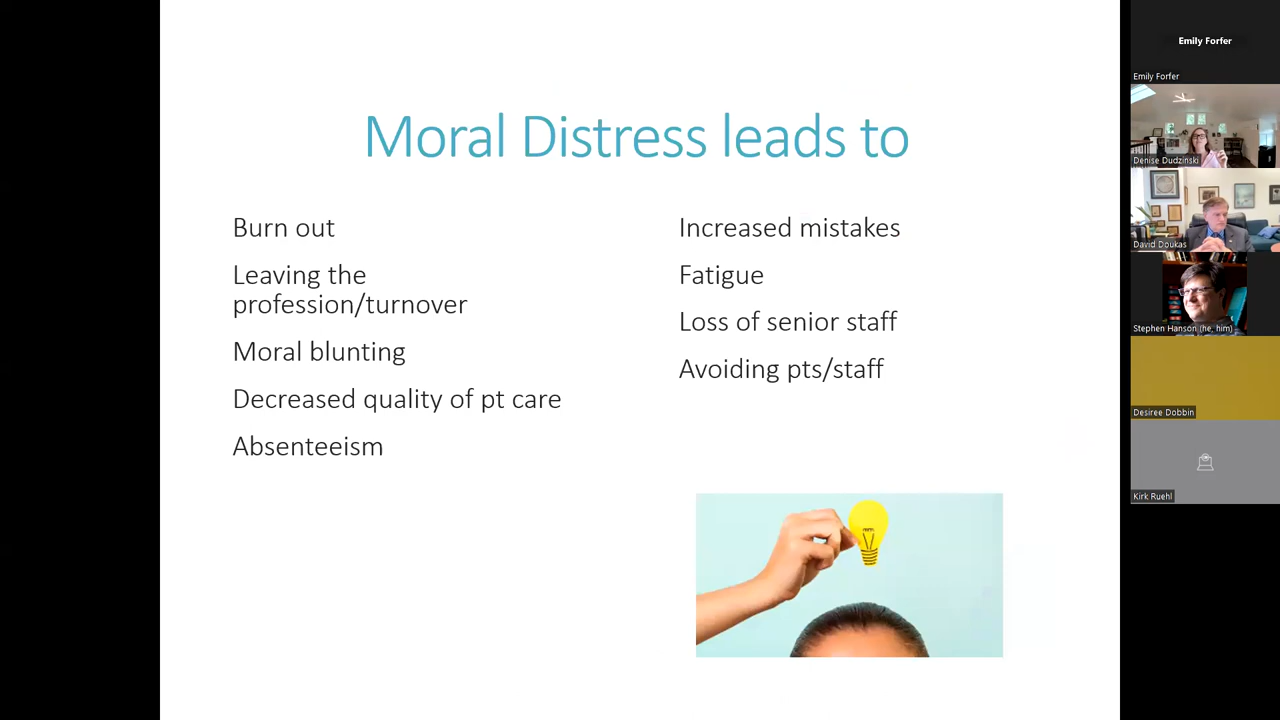 Moral Distress leads to
Burn out
Leaving the
profession/turnover
Moral blunting
Decreased quality of pt care
Absenteeism
Increased mistakes
Fatigue
Loss of senior staff
Avoiding pts/staff
Emily Forfer
Emily Forfer
Denise Dudzinski
David Doukas
Stephen Hanson (he, him)
Desiree Dobbin
Kirk Ruehl